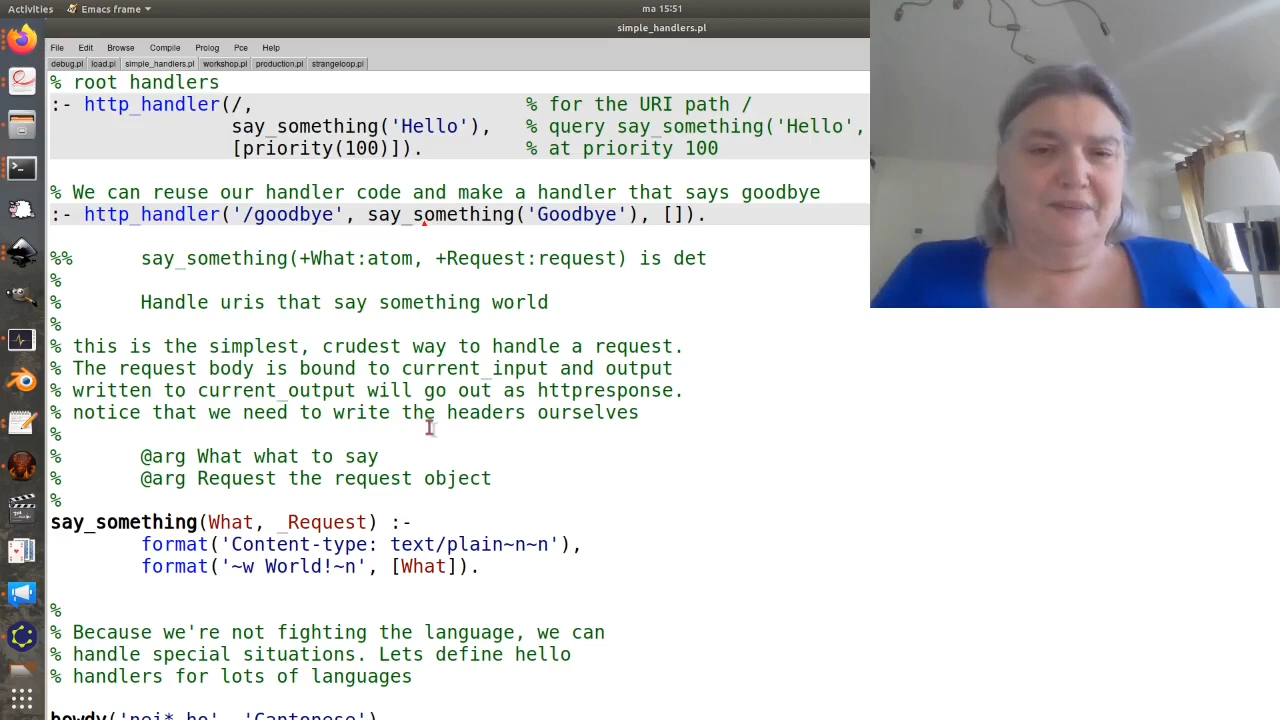 Activities
Emacs frame
ma 15:51
simple_handlers.pl
File Edit Browse Compile Prolog Pce Help
debug.pl load.pl simple_handlers.pl workshop.pl production.pl strangeloop.pl
% root handlers
:- http_handler(/, % for the URI path /
say_something('Hello'), % query say_something('Hello',
[priority(100)]). % at priority 100
% We can reuse our handler code and make a handler that says goodbye
:- http_handler('/goodbye', say_something('Goodbye'), []).
%% say_something(+What:atom, +Request:request) is det
%
% Handle uris that say something world
%
% this is the simplest, crudest way to handle a request.
% The request body is bound to current_input and output
% written to current_output will go out as httpresponse.
% notice that we need to write the headers ourselves
%
% @arg What what to say
% @arg Request the request object
%
say_something(What, _Request) :-
format('Content-type: text/plain~n~n'),
format('~w World!~n', [What]).
%
% Because we're not fighting the language, we can
% handle special situations. Lets define hello
% handlers for lots of languages
howdy('nei* ho', 'Cantonese').